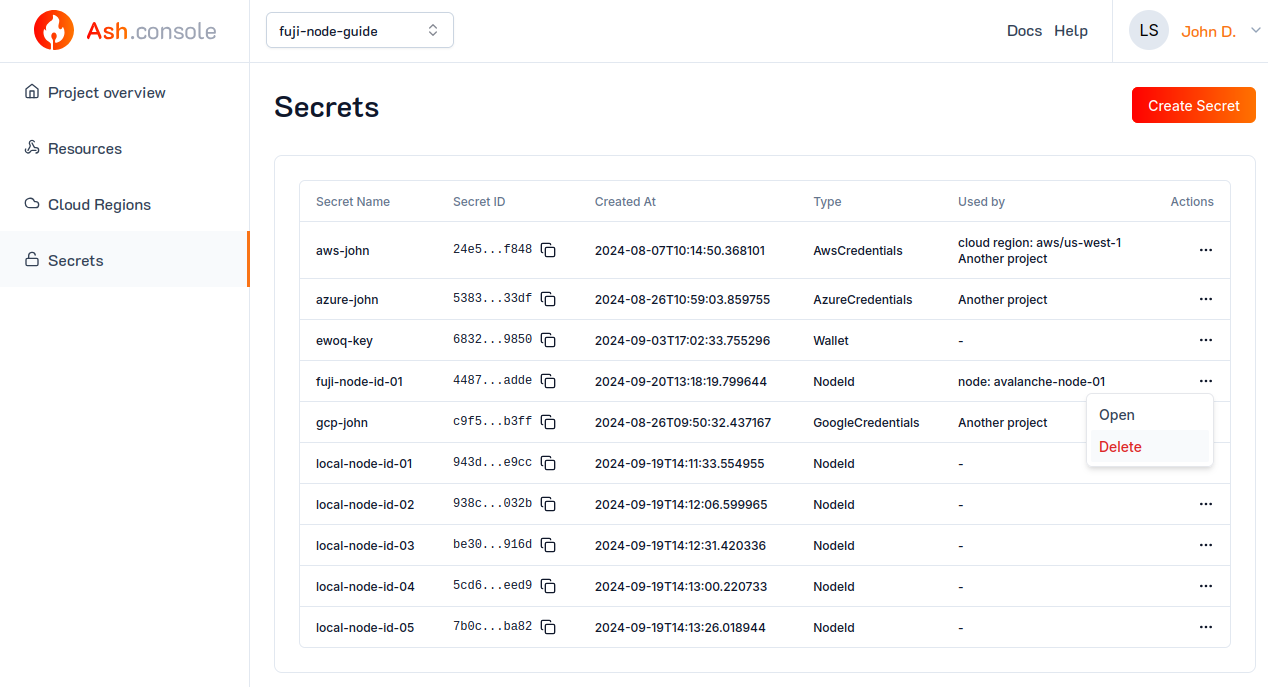 Ash.console
fuji-node-guide
Docs Help
LS John D.
Project overview
Resources
Cloud Regions
Secrets
Secrets
Create Secret
Secret Name Secret ID Created At Type Used by Actions
aws-john 24e5...f848 2024-08-07T10:14:50.368101 AwsCredentials cloud region: aws/us-west-1
Another project
azure-john 5383...33df 2024-08-26T10:59:03.859755 AzureCredentials Another project
ewoq-key 6832...9850 2024-09-03T17:02:33.755296 Wallet -
fuji-node-id-01 4487...adde 2024-09-20T13:18:19.799644 NodeId node: avalanche-node-01
gcp-john c9f5...b3ff 2024-08-26T09:50:32.437167 GoogleCredentials Another project
Open
Delete
local-node-id-01 943d...e9cc 2024-09-19T14:11:33.554955 NodeId -
local-node-id-02 938c...032b 2024-09-19T14:12:06.599965 NodeId -
local-node-id-03 be30...916d 2024-09-19T14:12:31.420336 NodeId -
local-node-id-04 5cd6...eed9 2024-09-19T14:13:00.220733 NodeId -
local-node-id-05 7b0c...ba82 2024-09-19T14:13:26.018944 NodeId -